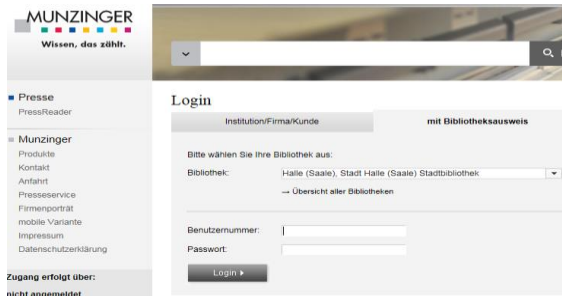 MUNZINGER
Wissen, das zählt.
Presse
PressReader
Munzinger
Produkte
Kontakt
Anfahrt
Presseservice
Firmenporträt
mobile Variante
Impressum
Datenschutzerklärung
Zugang erfolgt über:
nicht angemeldet
Login
Institution/Firma/Kunde
mit Bibliotheksausweis
Bitte wählen Sie Ihre Bibliothek aus:
Bibliothek: Halle (Saale), Stadt Halle (Saale) Stadtbibliothek
→ Übersicht aller Bibliotheken
Benutzernummer:
Passwort:
Login